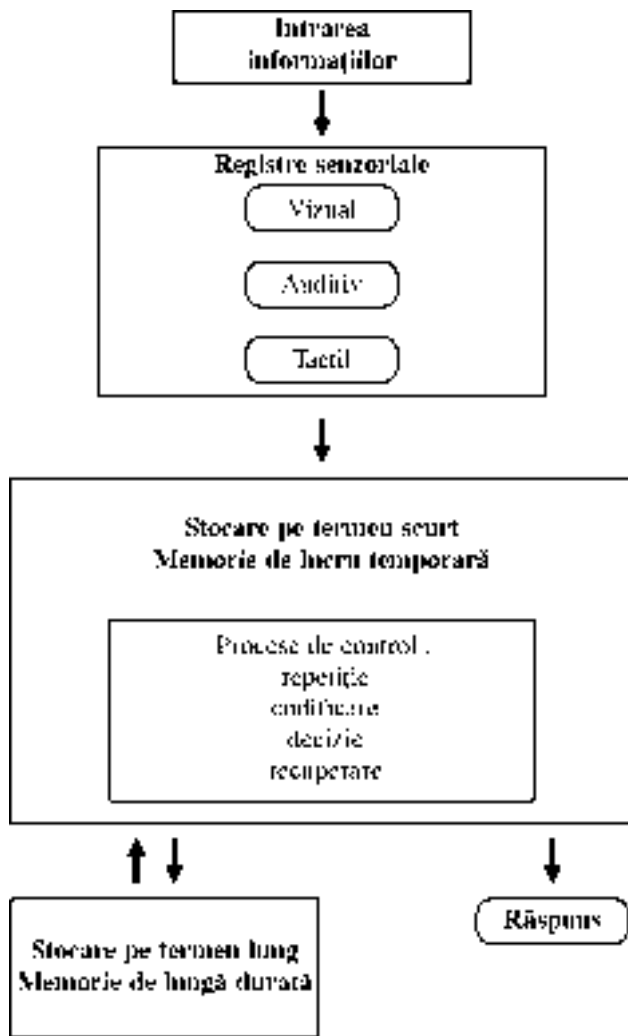 Intrarea
informațiilor
Registre senzoriale
Vizual
Auditiv
Tactil
Stocare pe termen scurt
Memorie de lucru temporară
Procese de control :
repetiție
codificare
decizie
recuperare
Stocare pe termen lung
Memorie de lungă durată
Răspuns